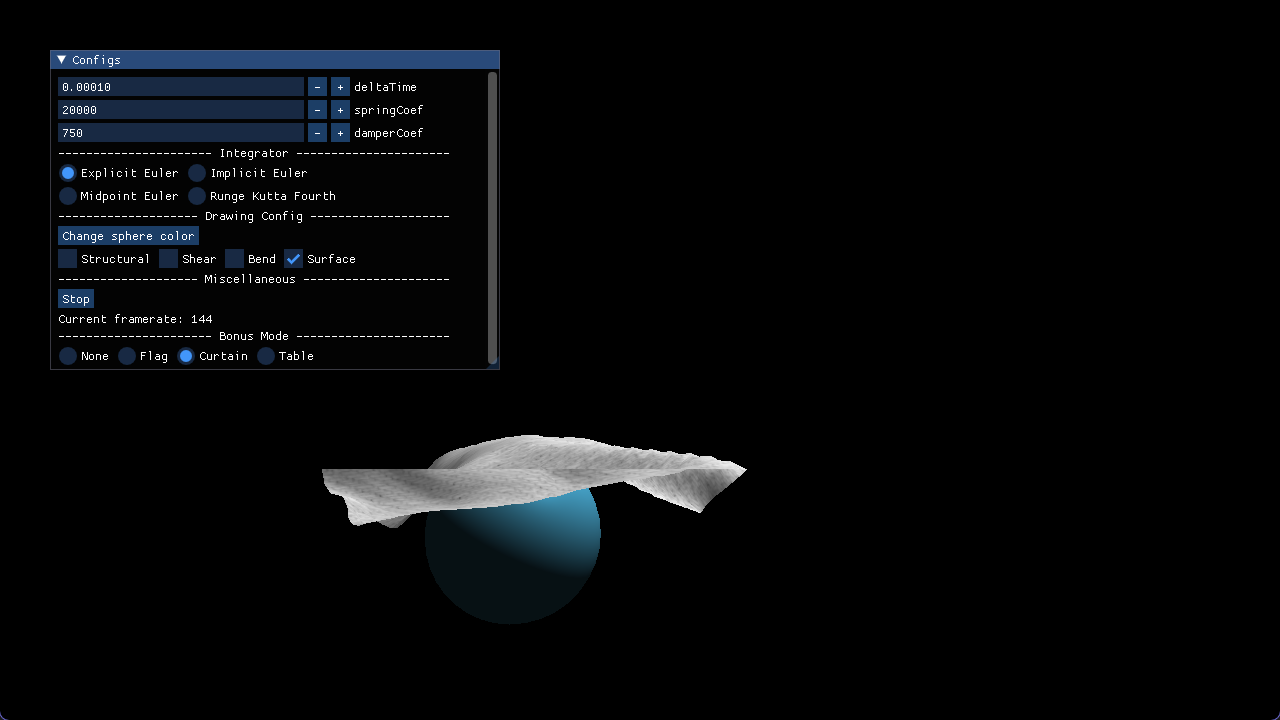 Configs
0.00010 - + deltaTime
20000 - + springCoef
750 - + damperCoef
---------------------- Integrator ----------------------
Explicit Euler Implicit Euler
Midpoint Euler Runge Kutta Fourth
-------------------- Drawing Config --------------------
Change sphere color
Structural Shear Bend Surface
-------------------- Miscellaneous ----------------------
Stop
Current framerate: 144
---------------------- Bonus Mode ----------------------
None Flag Curtain Table